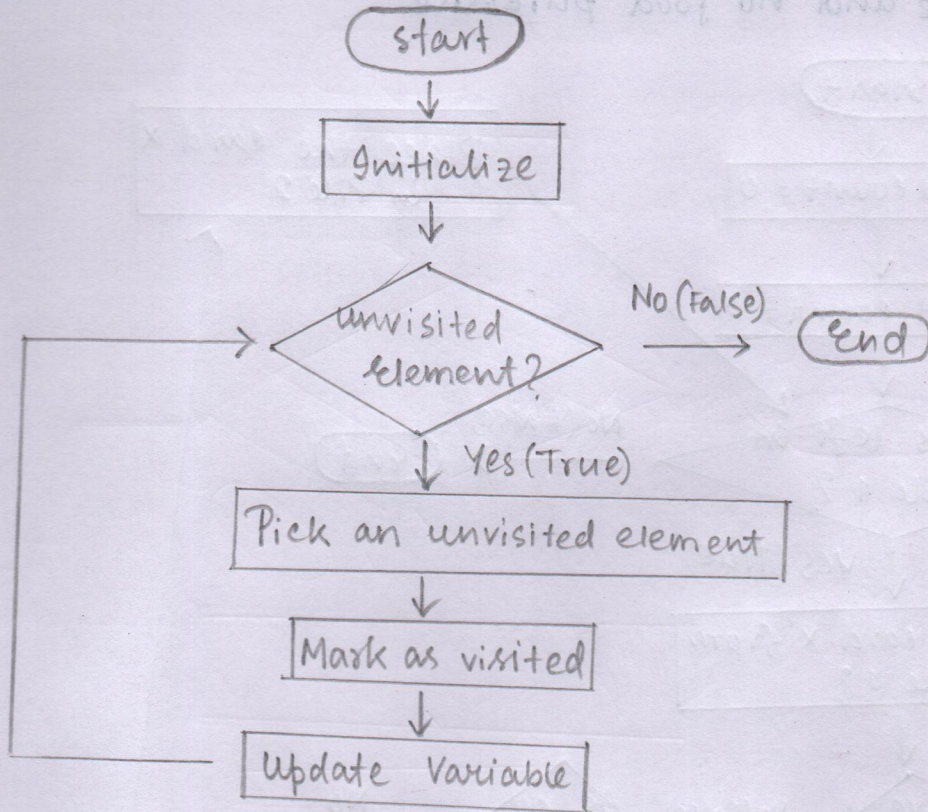 Start
Initialize
Unvisited
Element?
No (False)
End
Yes (True)
Pick an unvisited element
Mark as visited
Update Variable